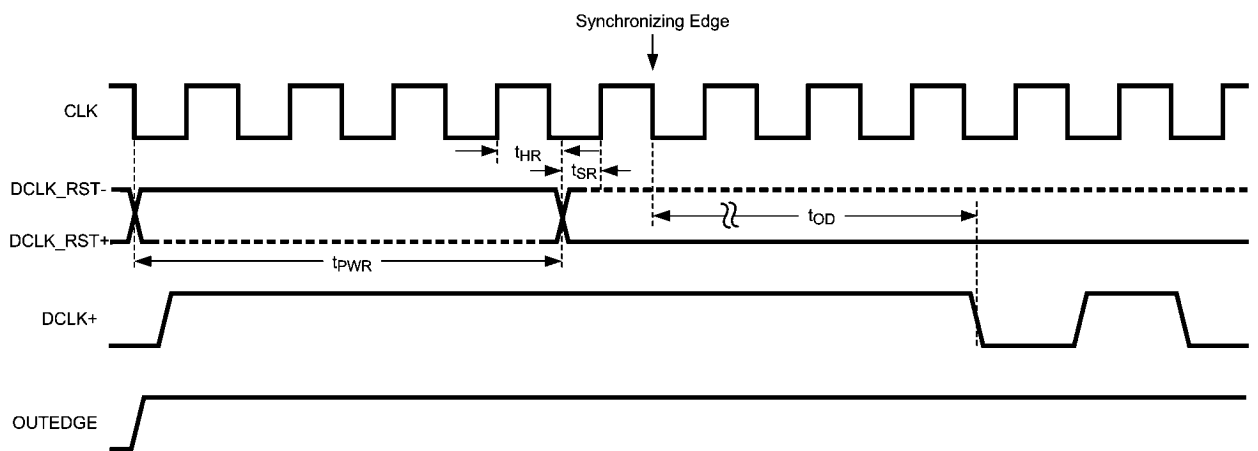 Synchronizing Edge
CLK
tHR
tSR
DCLK_RST-
tOD
DCLK_RST+
tPWR
DCLK+
OUTEDGE